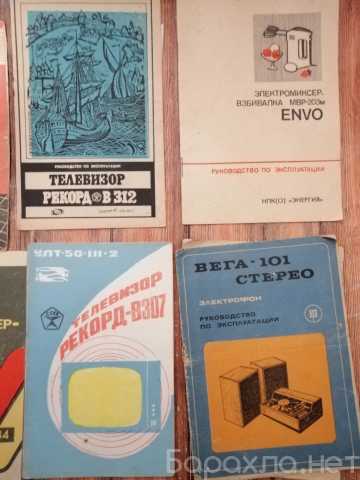 РУКОВОДСТВО ПО ЭКСПЛУАТАЦИИ
ТЕЛЕВИЗОР
РЕКОРД В 312
ЭЛЕКТРОМИКСЕР-
ВЗБИВАЛКА МВР-203м
ENVO
РУКОВОДСТВО ПО ЭКСПЛУАТАЦИИ
НПК(О) «ЭНЕРГИЯ»
УЛТ-50-III-2
ТЕЛЕВИЗОР
РЕКОРД-В307
ВЕГА-101
СТЕРЕО
ЭЛЕКТРОФОН
РУКОВОДСТВО
ПО ЭКСПЛУАТАЦИИ
ЕР-
Барахла.нет